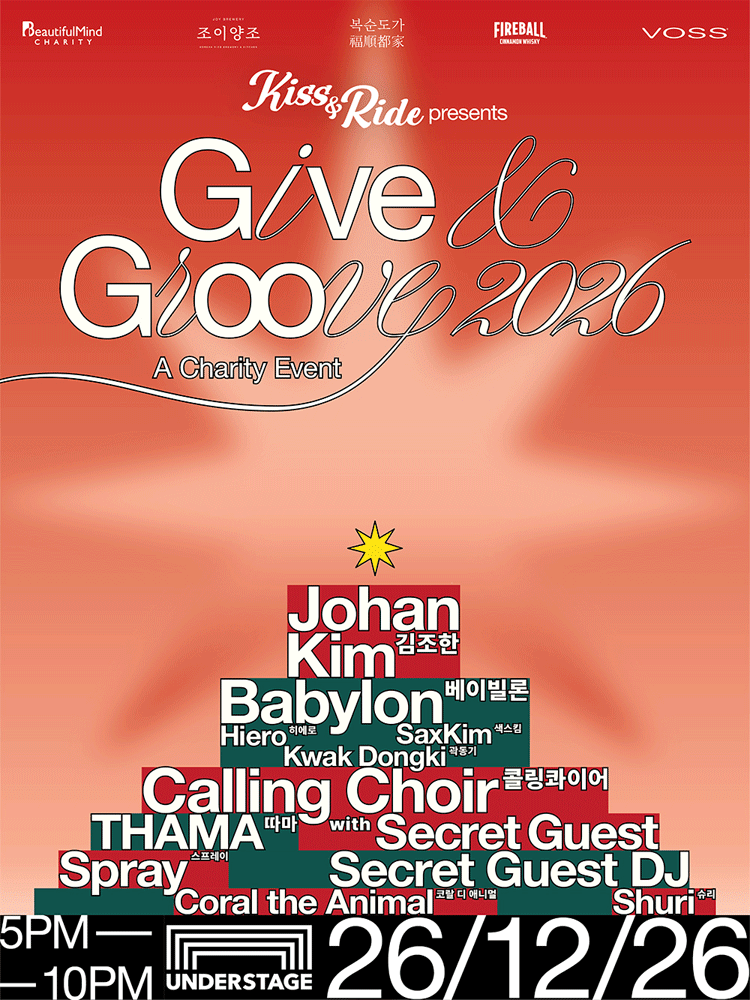 BeautifulMind
CHARITY
JOY BREWERY
조이양조
복순도가
福順都家
FIREBALL
CINNAMON WHISKY
VOSS
Kiss & Ride presents
Give &
Groove 2026
A Charity Event
Johan
Kim 김조한
Babylon 베이빌론
Hiero 히에로 SaxKim 색스킴
Kwak Dongki 곽동기
Calling Choir 콜링콰이어
THAMA 따마 with Secret Guest
Spray 스프레이 Secret Guest DJ
Coral the Animal 코랄 디 애니멀 Shuri 슈리
5PM—
—10PM
UNDERSTAGE
26/12/26